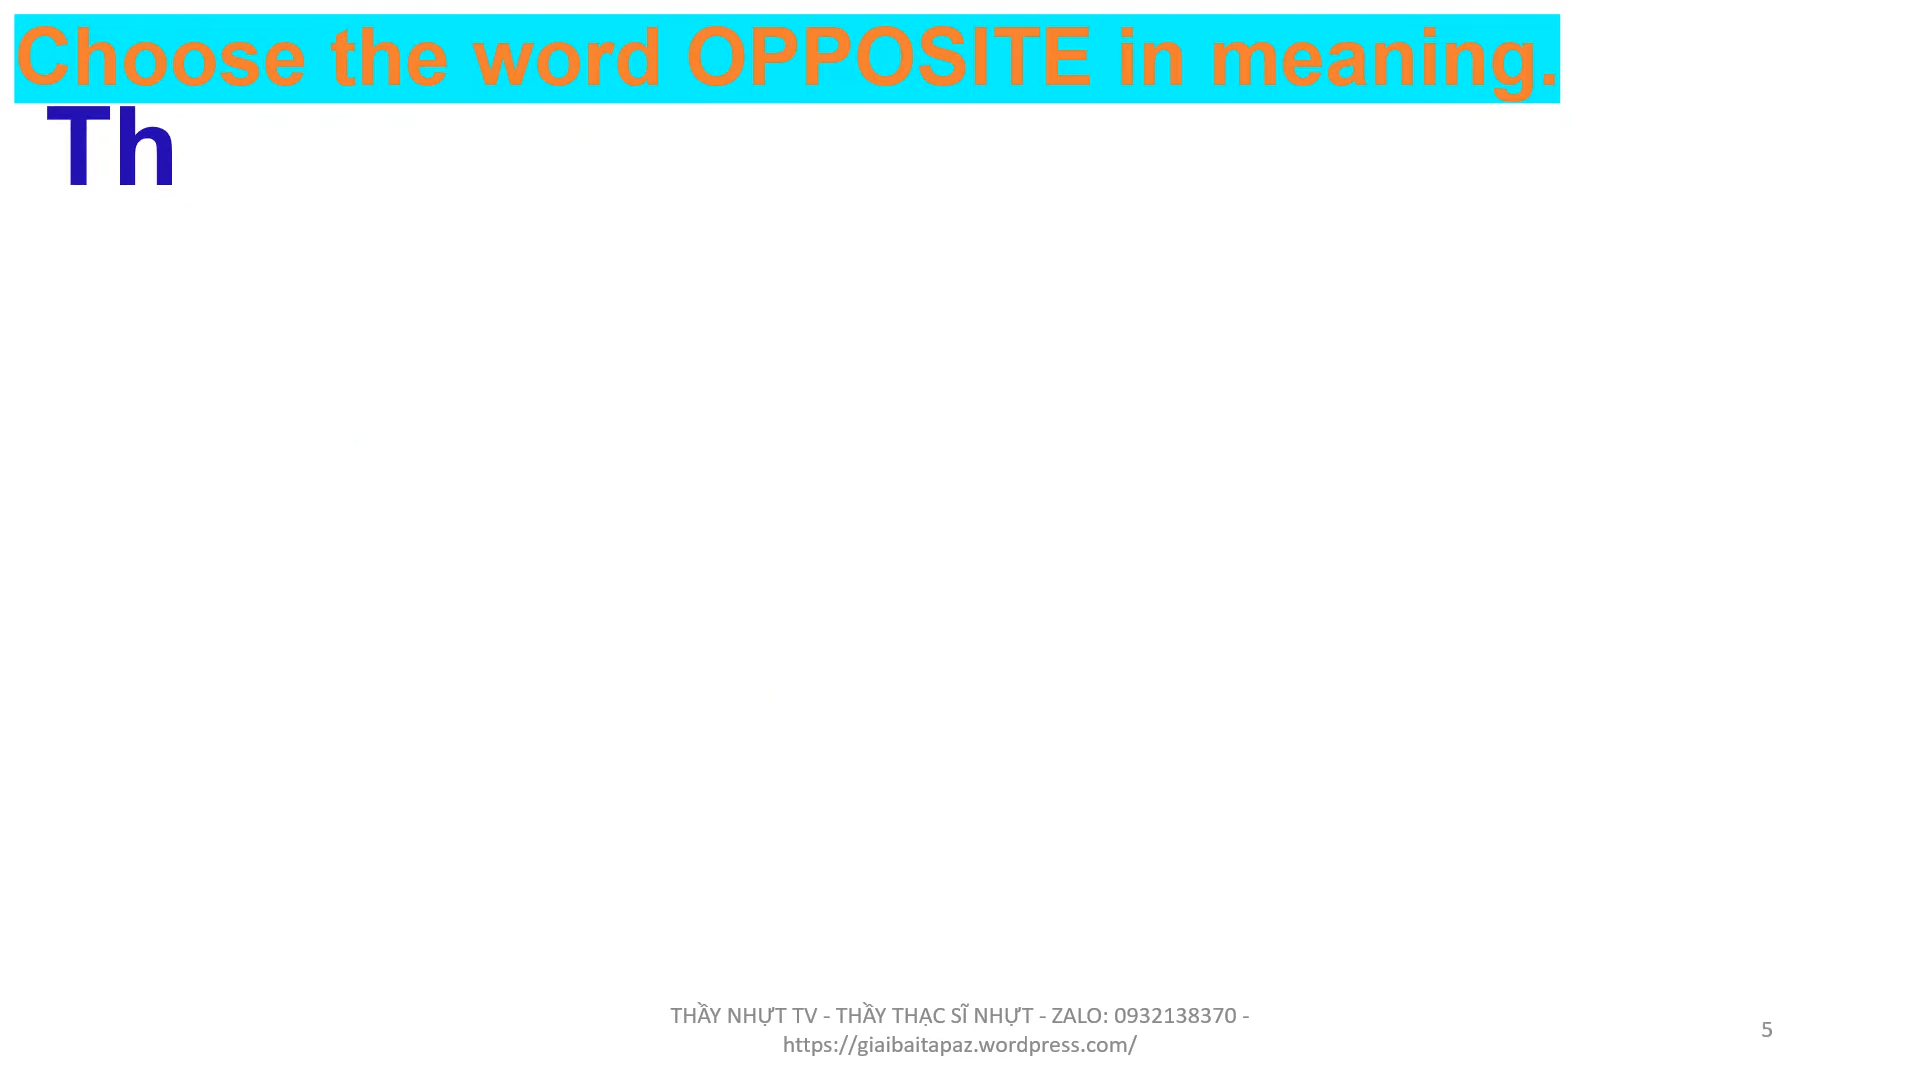 Choose the word OPPOSITE in meaning.
Th
THẦY NHỰT TV - THẦY THẠC SĨ NHỰT - ZALO: 0932138370 -
https://giaibaitapaz.wordpress.com/
5